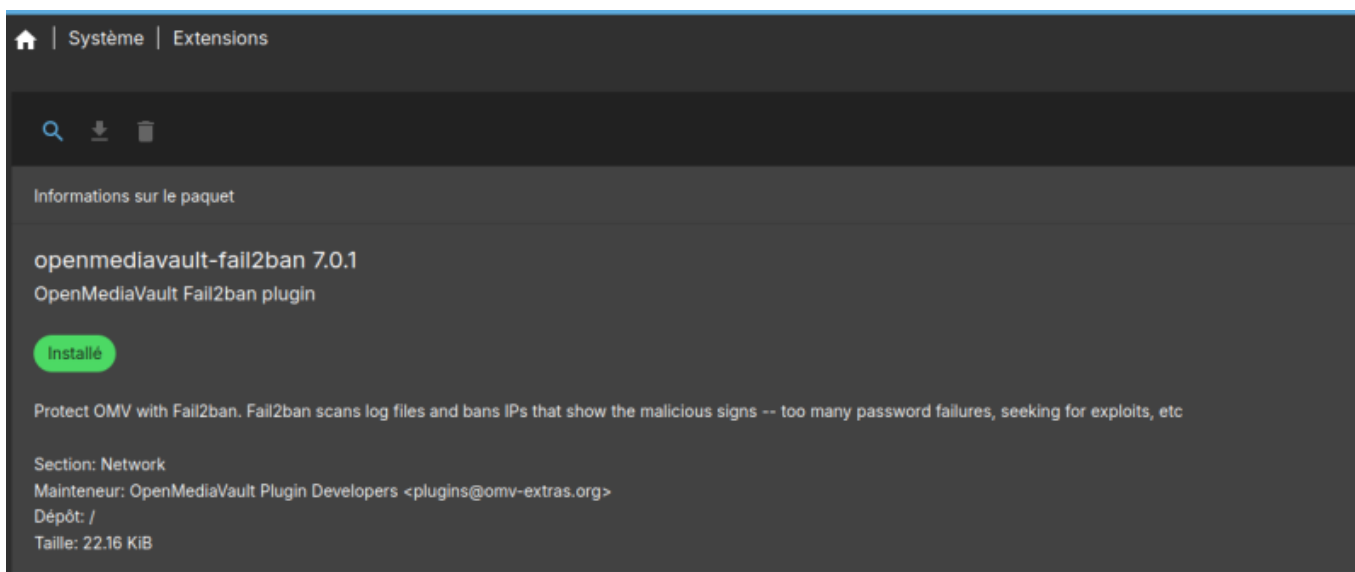 | Système | Extensions
Informations sur le paquet
openmediavault-fail2ban 7.0.1
OpenMediaVault Fail2ban plugin
Installé
Protect OMV with Fail2ban. Fail2ban scans log files and bans IPs that show the malicious signs -- too many password failures, seeking for exploits, etc
Section: Network
Mainteneur: OpenMediaVault Plugin Developers <plugins@omv-extras.org>
Dépôt: /
Taille: 22.16 KiB